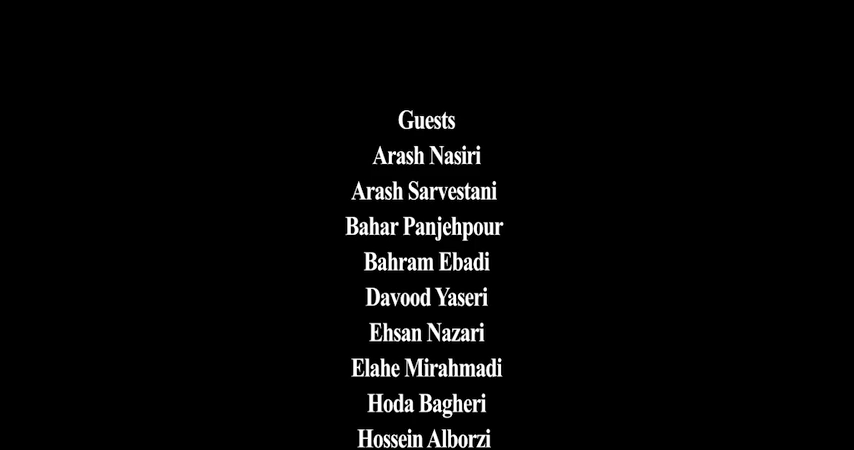 Guests
Arash Nasiri
Arash Sarvestani
Bahar Panjehpour
Bahram Ebadi
Davood Yaseri
Ehsan Nazari
Elahe Mirahmadi
Hoda Bagheri
Hossein Alborzi